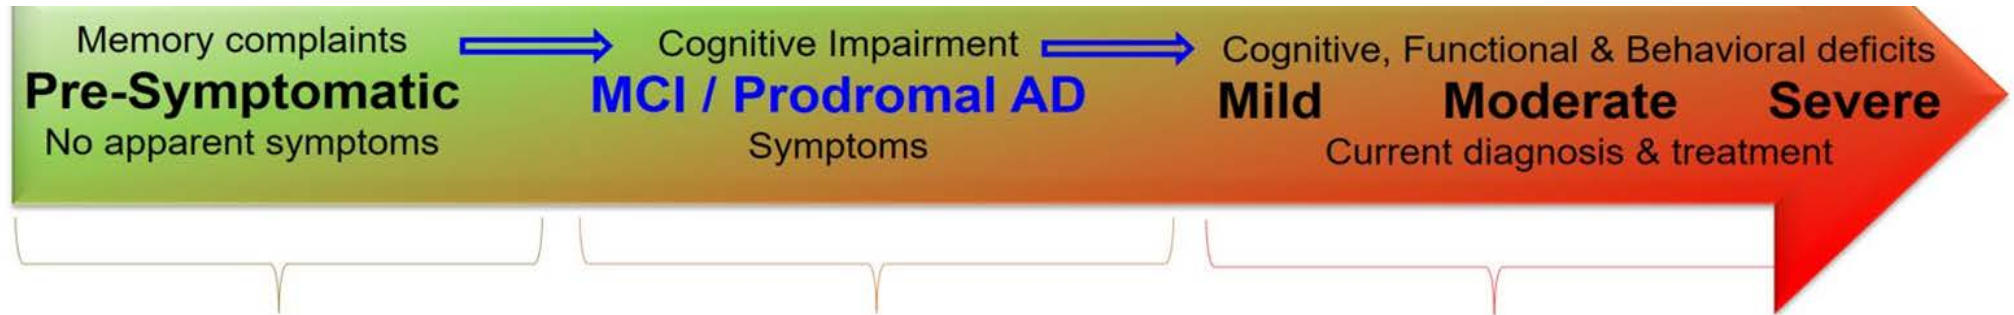 Memory complaints
Pre-Symptomatic
No apparent symptoms
Cognitive Impairment
MCI / Prodromal AD
Symptoms
Cognitive, Functional & Behavioral deficits
Mild Moderate Severe
Current diagnosis & treatment